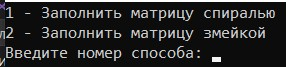 1 - Заполнить матрицу спиралью
2 - Заполнить матрицу змейкой
Введите номер способа: